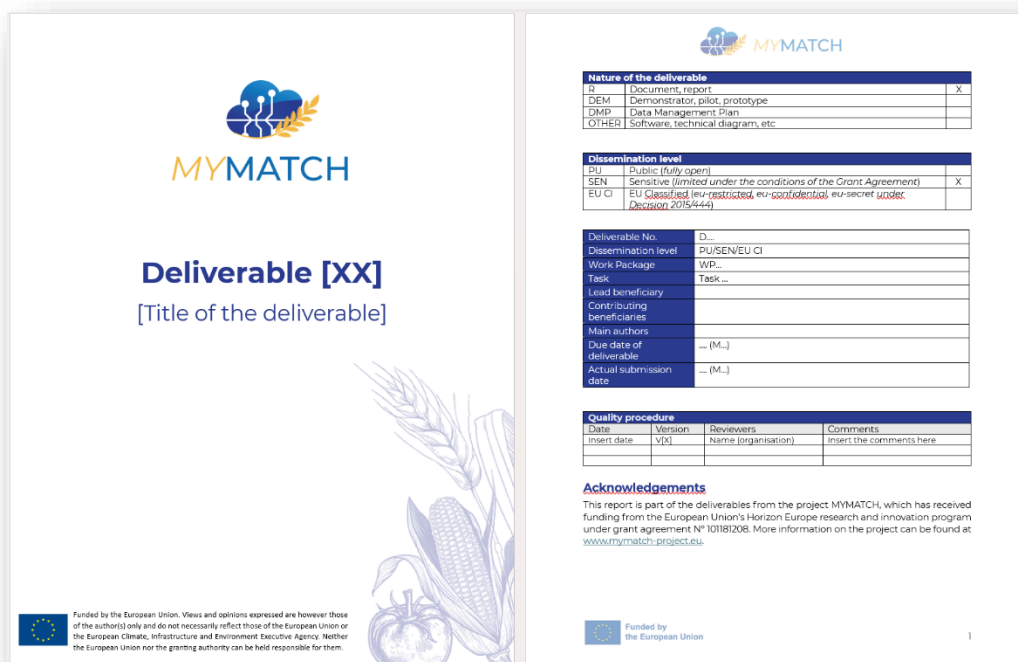 MYMATCH
Deliverable [XX]
[Title of the deliverable]
Funded by the European Union. Views and opinions expressed are however those
of the author(s) only and do not necessarily reflect those of the European Union or
the European Climate, Infrastructure and Environment Executive Agency. Neither
the European Union nor the granting authority can be held responsible for them.
MYMATCH
Nature of the deliverable
R Document, report X
DEM Demonstrator, pilot, prototype
DMP Data Management Plan
OTHER Software, technical diagram, etc
Dissemination level
PU Public (fully open)
SEN Sensitive (limited under the conditions of the Grant Agreement) X
EU CI EU Classified (eu-restricted, eu-confidential, eu-secret under
Decision 2015/444)
Deliverable No. D....
Dissemination level PU/SEN/EU CI
Work Package WP...
Task Task ...
Lead beneficiary
Contributing
beneficiaries
Main authors
Due date of .... (M...)
deliverable
Actual submission .... (M...)
date
Quality procedure
Date Version Reviewers Comments
Insert date V[X] Name (organisation) Insert the comments here
Acknowledgements
This report is part of the deliverables from the project MYMATCH, which has received
funding from the European Union's Horizon Europe research and innovation program
under grant agreement Nº 101181208. More information on the project can be found at
www.mymatch-project.eu.
Funded by
the European Union
1